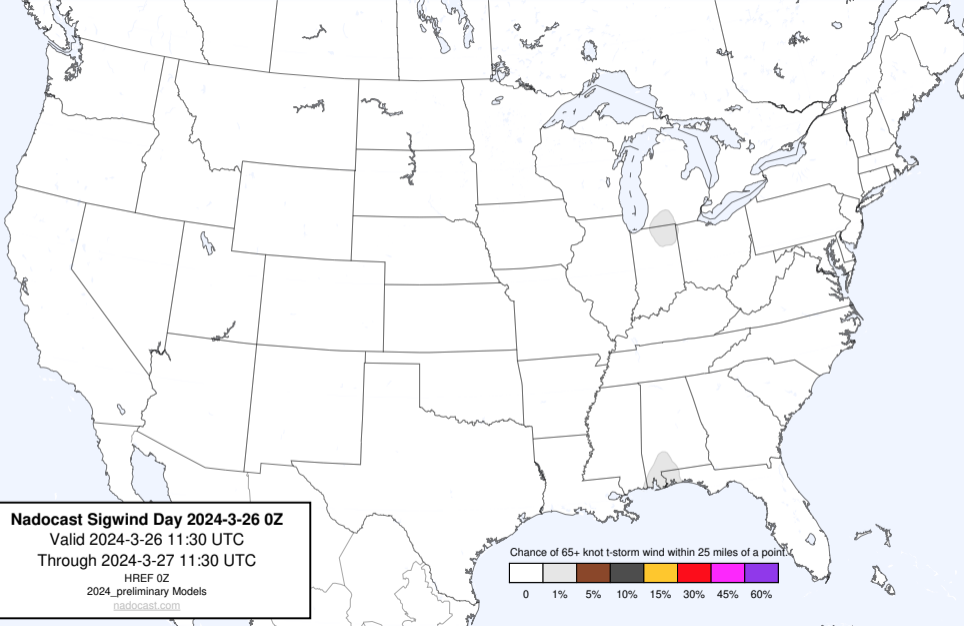 Nadocast Sigwind Day 2024-3-26 0Z
Valid 2024-3-26 11:30 UTC
Through 2024-3-27 11:30 UTC
HREF 0Z
2024_preliminary Models
nadocast.com
Chance of 65+ knot t-storm wind within 25 miles of a point.
0 1% 5% 10% 15% 30% 45% 60%